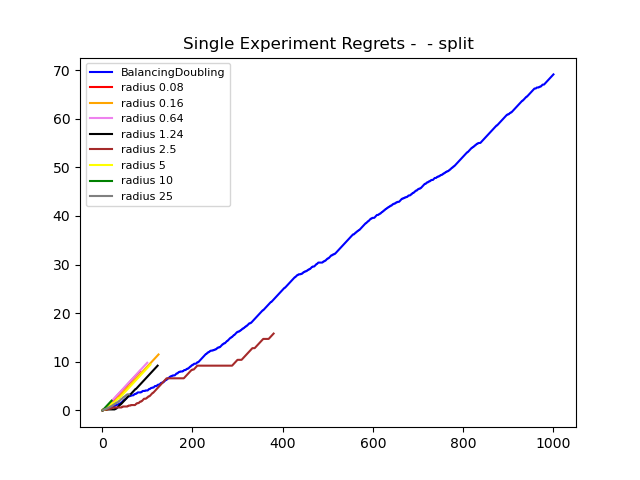 Single Experiment Regrets -  - split
BalancingDoubling
radius 0.08
radius 0.16
radius 0.64
radius 1.24
radius 2.5
radius 5
radius 10
radius 25
70
60
50
40
30
20
10
0
0 200 400 600 800 1000